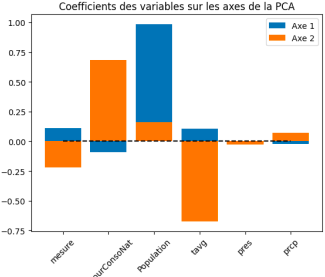 Coefficients des variables sur les axes de la PCA
Axe 1
Axe 2
1.00
0.75
0.50
0.25
0.00
−0.25
−0.50
−0.75
mesure
ourConsoNat
Population
tavg
pres
prcp